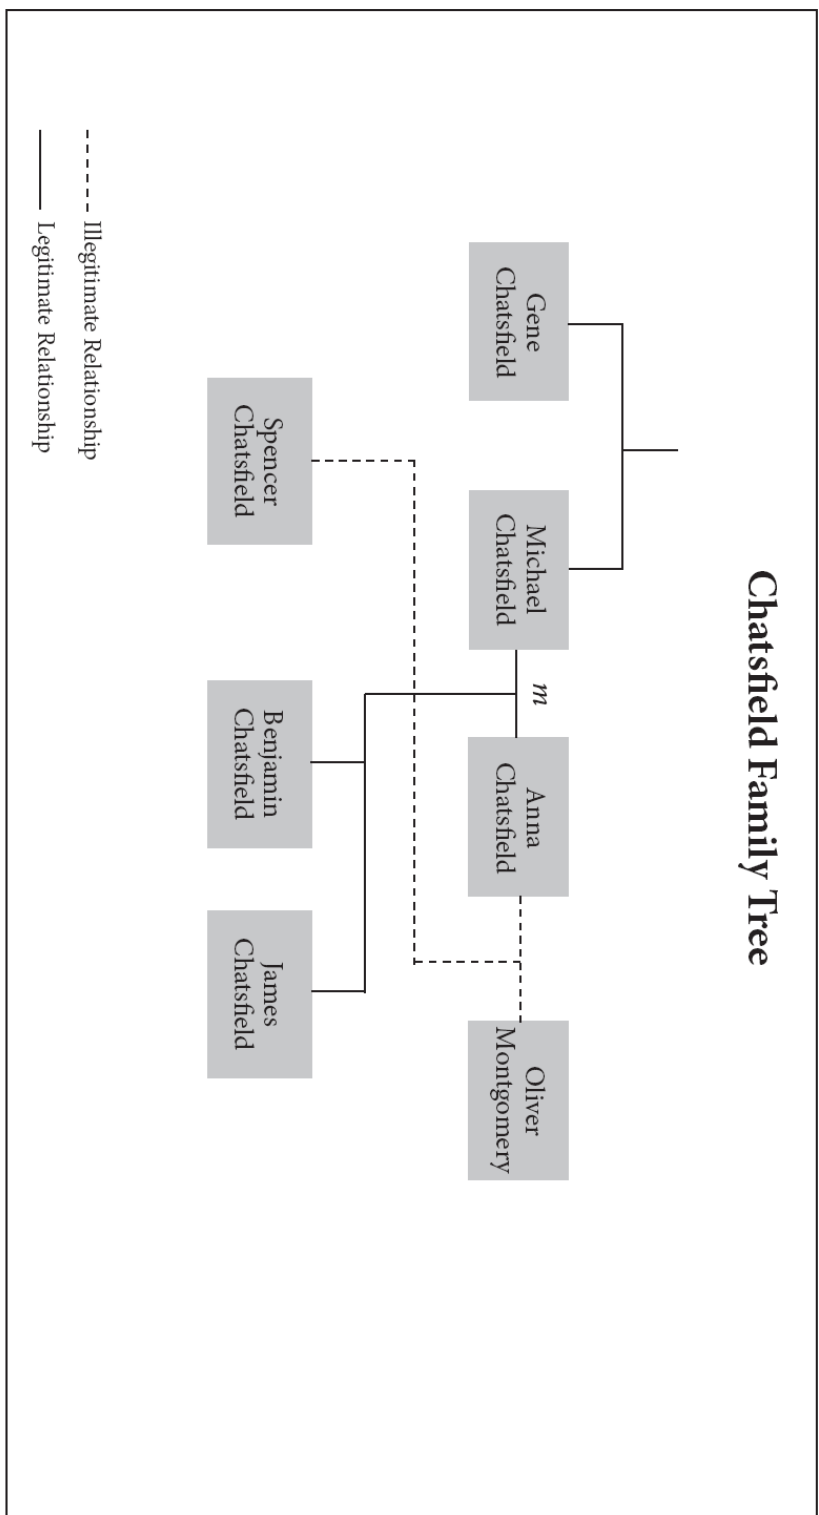 Chatsfield Family Tree
Gene
Chatsfield
Michael
Chatsfield
m
Anna
Chatsfield
Oliver
Montgomery
Spencer
Chatsfield
Benjamin
Chatsfield
James
Chatsfield
Illegitimate Relationship
Legitimate Relationship